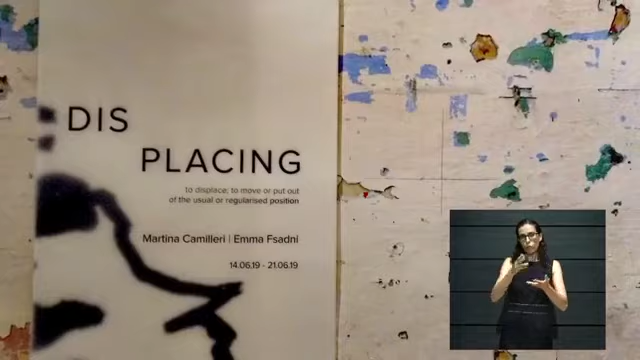 DIS
PLACING
to displace; to move or put out
of the usual or regularised position
Martina Camilleri | Emma Fsadni
14.06.19 - 21.06.19